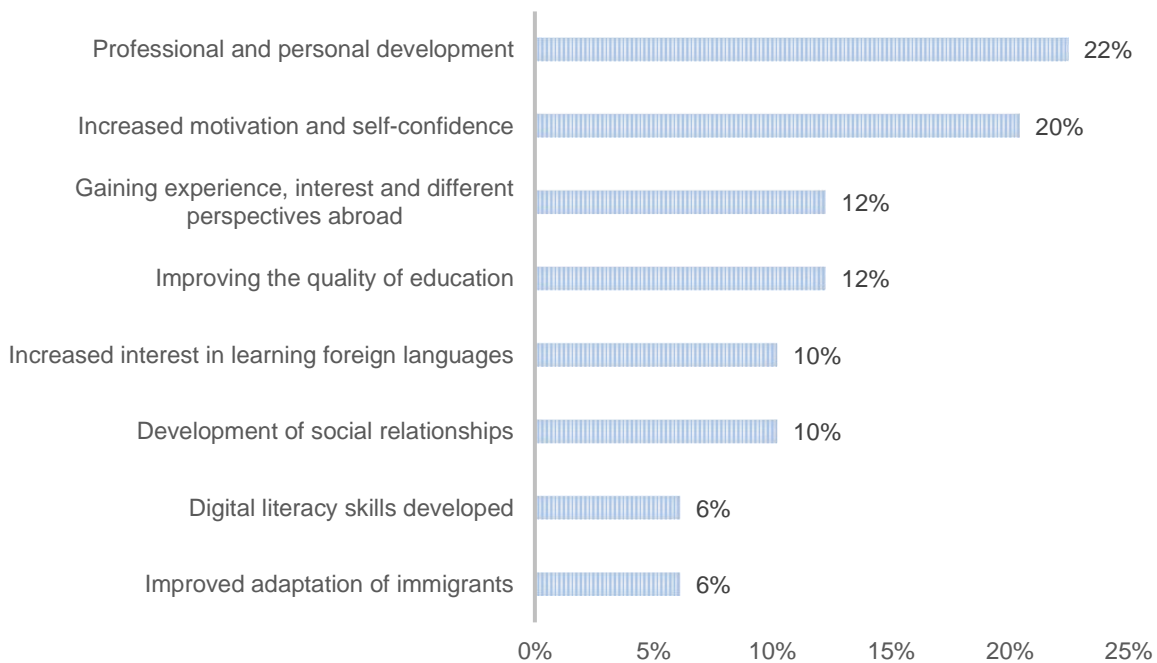 Professional and personal development
22%
Increased motivation and self-confidence
20%
Gaining experience, interest and different
perspectives abroad
12%
Improving the quality of education
12%
Increased interest in learning foreign languages
10%
Development of social relationships
10%
Digital literacy skills developed
6%
Improved adaptation of immigrants
6%
0% 5% 10% 15% 20% 25%